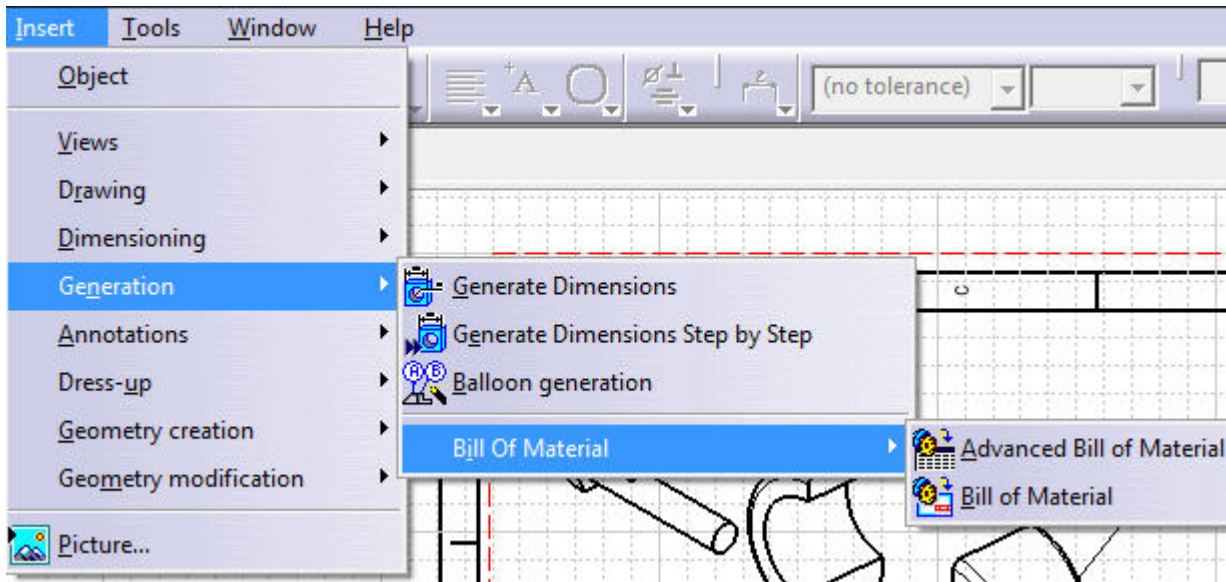 Insert Tools Window Help
Object
(no tolerance)
Views
Drawing
Dimensioning
Generation
Generate Dimensions
C
Annotations
Generate Dimensions Step by Step
Dress-up
Balloon generation
Geometry creation
Bill Of Material
Advanced Bill of Material
Geometry modification
Bill of Material
Picture...